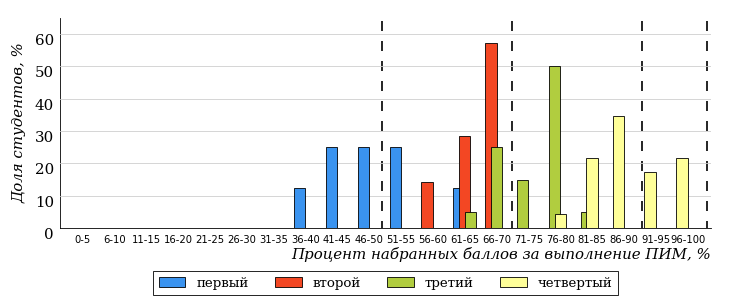 60
50
40
30
20
10
0
Доля студентов, %
0-5 6-10 11-15 16-20 21-25 26-30 31-35 36-40 41-45 46-50 51-55 56-60 61-65 66-70 71-75 76-80 81-85 86-90 91-95 96-100
Процент набранных баллов за выполнение ПИМ, %
первый второй третий четвертый